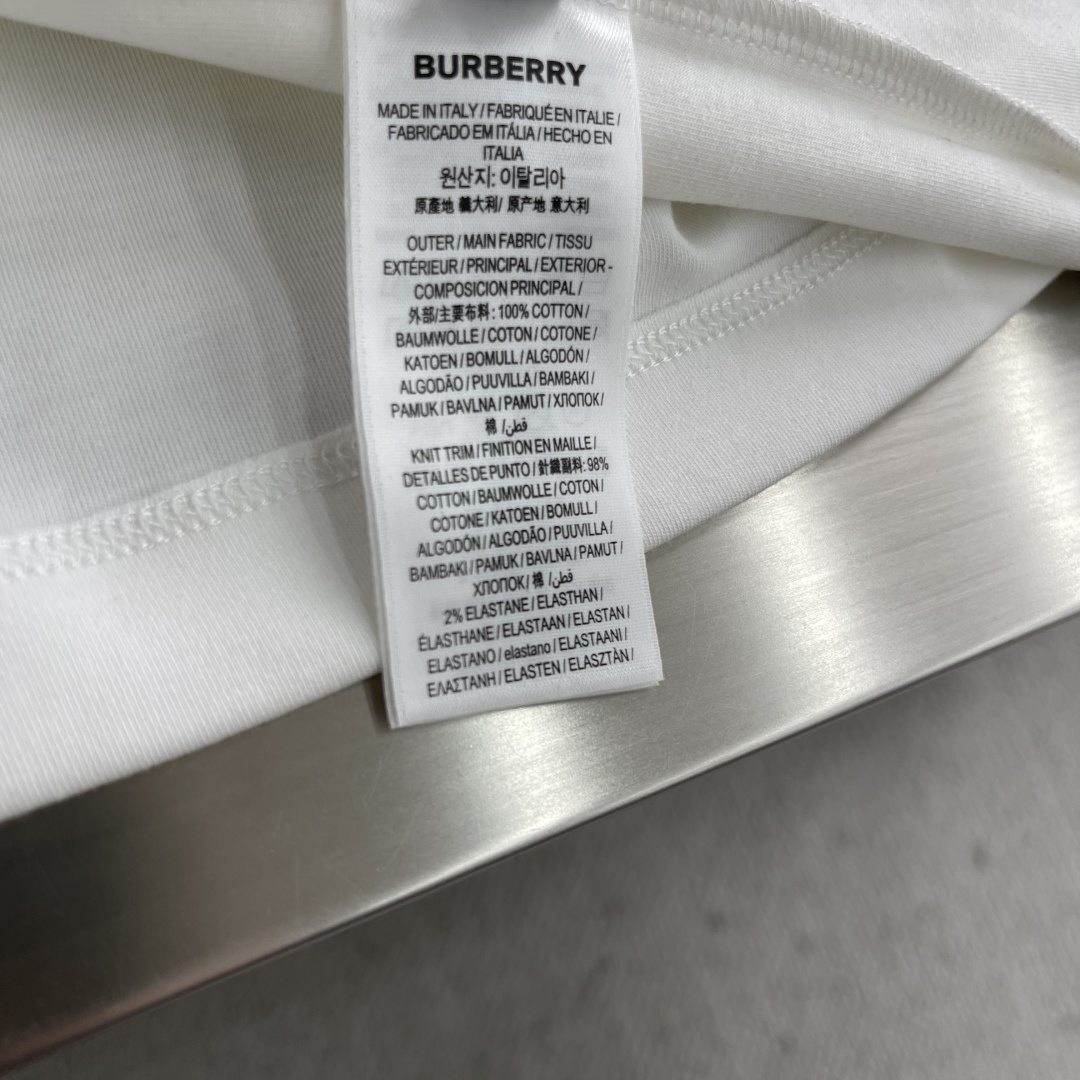 BURBERRY
MADE IN ITALY / FABRIQUÉ EN ITALIE /
FABRICADO EM ITÁLIA / HECHO EN
ITALIA
원산지: 이탈리아
原產地 義大利/ 原产地 意大利
OUTER / MAIN FABRIC / TISSU
EXTÉRIEUR / PRINCIPAL / EXTERIOR -
COMPOSICION PRINCIPAL /
外部/主要布料: 100% COTTON /
BAUMWOLLE / COTON / COTONE /
KATOEN / BOMULL / ALGODÓN /
ALGODÃO / PUUVILLA / BAMBAKI /
PAMUK / BAVLNA / PAMUT / ХЛОПОК /
棉 / قطن
KNIT TRIM / FINITION EN MAILLE /
DETALLES DE PUNTO / 針織副料: 98%
COTTON / BAUMWOLLE / COTON /
COTONE / KATOEN / BOMULL /
ALGODÓN / ALGODÃO / PUUVILLA /
BAMBAKI / PAMUK / BAVLNA / PAMUT /
ХЛОПОК / 棉 / قطن
2% ELASTANE / ELASTHAN /
ÉLASTHANE / ELASTAAN / ELASTAN /
ELASTANO / elastano / ELASTAANI /
ΕΛΑΣΤΑΝΗ / ELASTEN / ELASZTÀN /